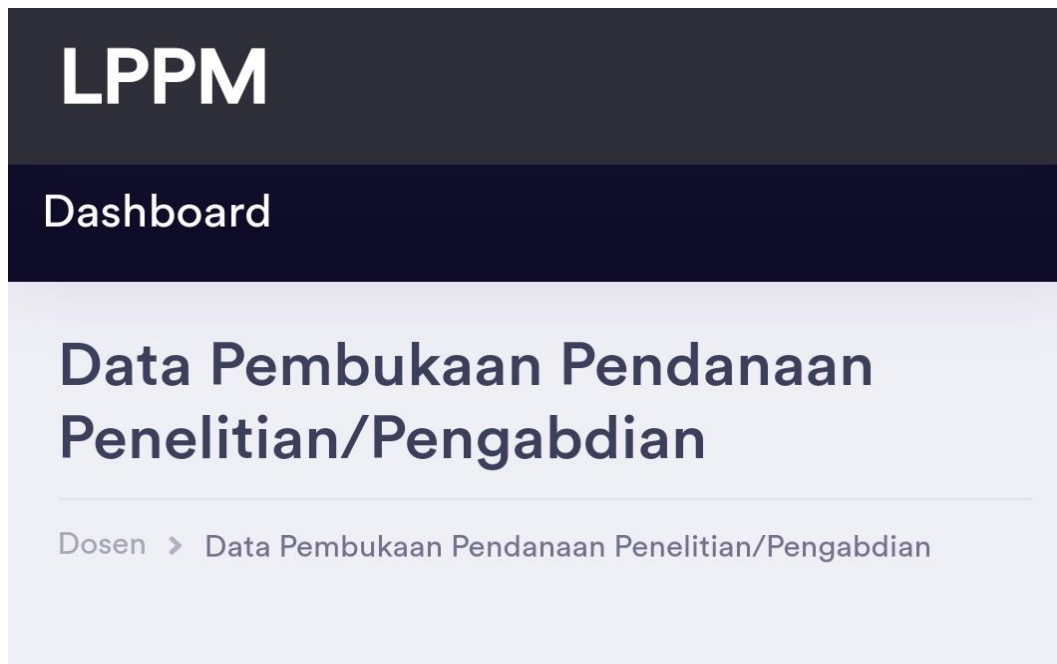 LPPM
Dashboard
Data Pembukaan Pendanaan
Penelitian/Pengabdian
Dosen > Data Pembukaan Pendanaan Penelitian/Pengabdian